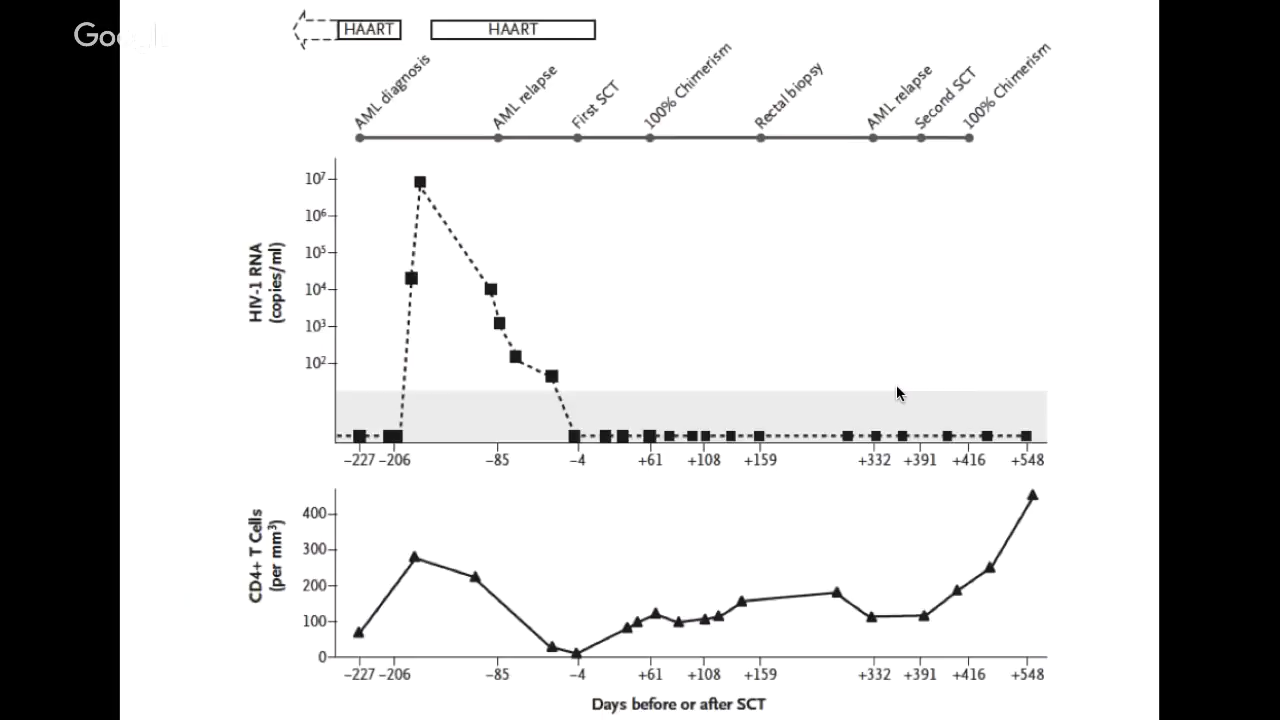 Google
HAART HAART
AML diagnosis
AML relapse
First SCT
100% Chimerism
Rectal biopsy
AML relapse
Second SCT
100% Chimerism
HIV-1 RNA
(copies/ml)
10⁷
10⁶
10⁵
10⁴
10³
10²
−227 −206 −85 −4 +61 +108 +159 +332 +391 +416 +548
CD4+ T Cells
(per mm³)
400
300
200
100
0
−227 −206 −85 −4 +61 +108 +159 +332 +391 +416 +548
Days before or after SCT